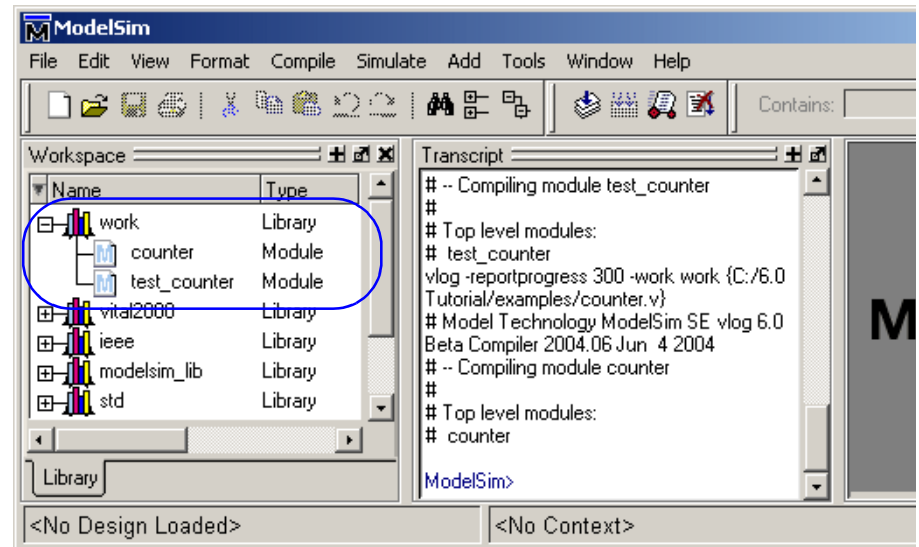 ModelSim
File Edit View Format Compile Simulate Add Tools Window Help
Contains:
Workspace
Name Type
work Library
counter Module
test_counter Module
vital2000 Library
ieee Library
modelsim_lib Library
std Library
Library
Transcript
# -- Compiling module test_counter
#
# Top level modules:
# test_counter
vlog -reportprogress 300 -work work {C:/6.0
Tutorial/examples/counter.v}
# Model Technology ModelSim SE vlog 6.0
Beta Compiler 2004.06 Jun 4 2004
# -- Compiling module counter
#
# Top level modules:
# counter
ModelSim>
M
<No Design Loaded> <No Context>